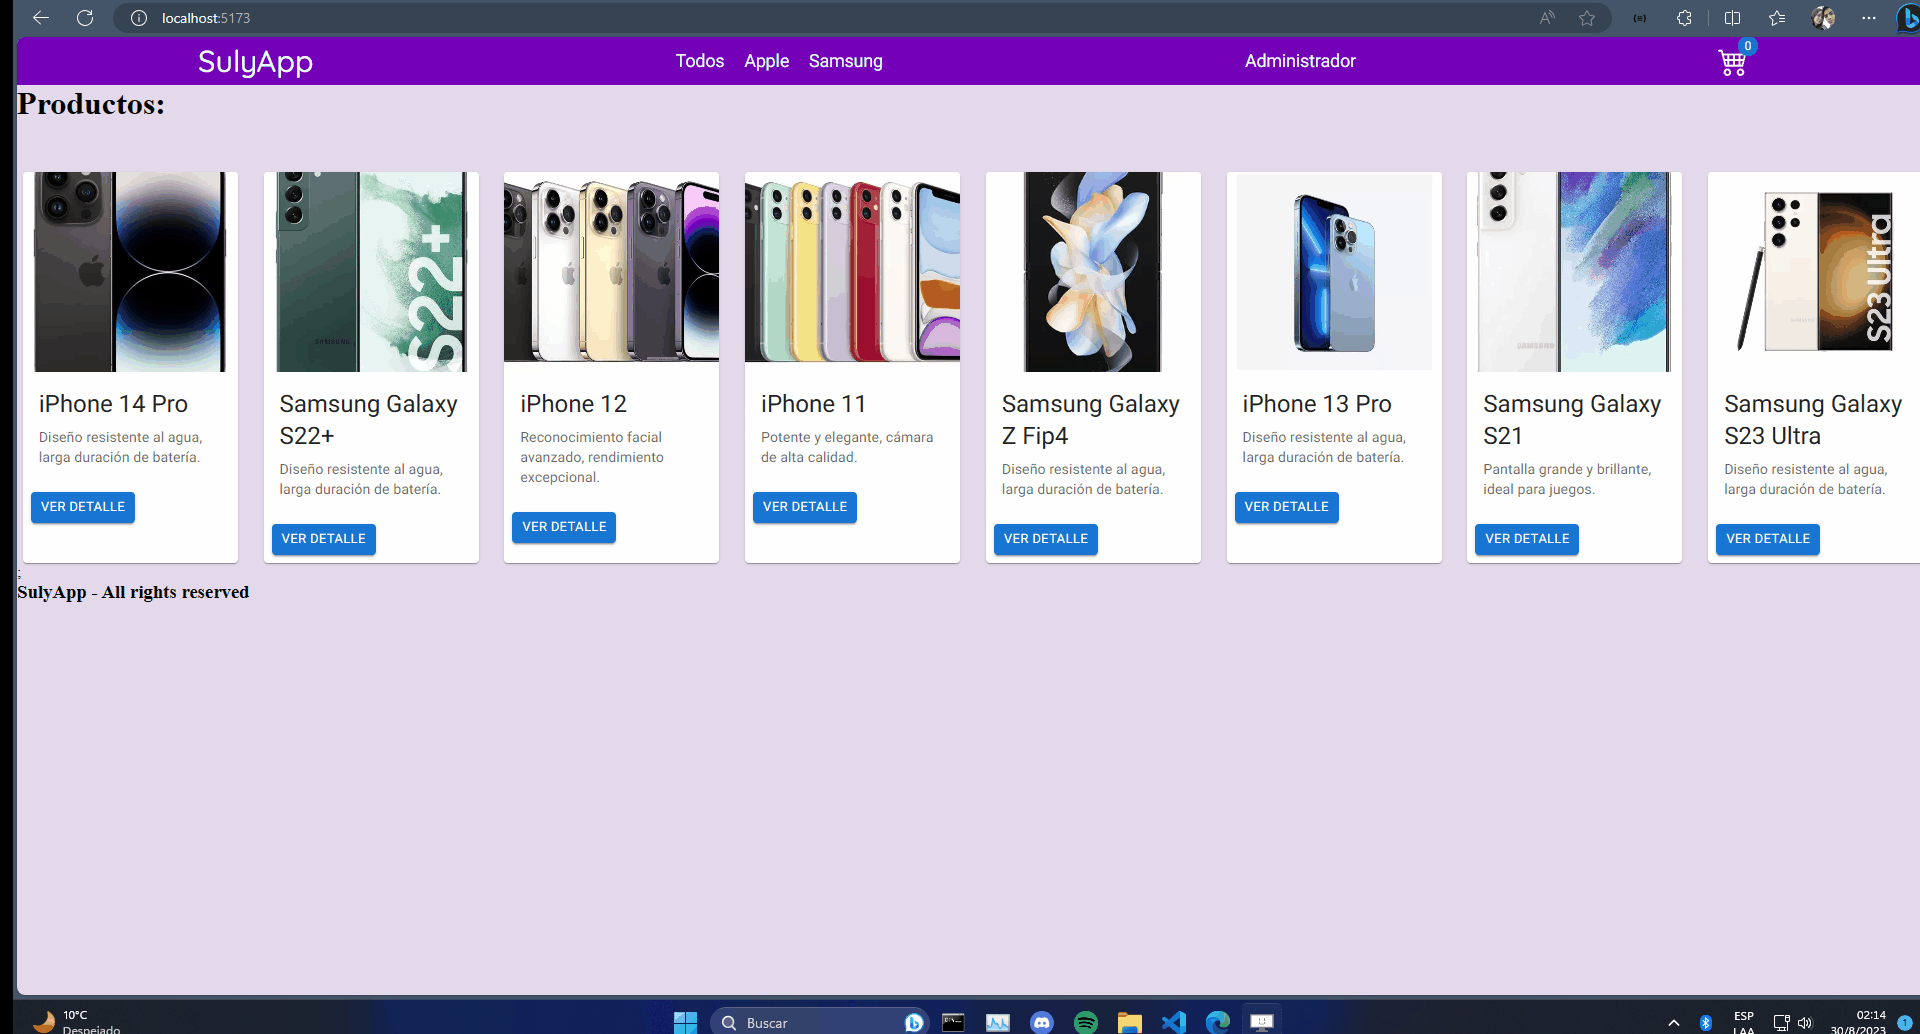 localhost:5173
SulyApp
Todos Apple Samsung
Administrador
0
Productos:
S22+
SAMSUNG
SAMSUNG
S23 Ultra
iPhone 14 Pro
Diseño resistente al agua,
larga duración de batería.
VER DETALLE
Samsung Galaxy
S22+
Diseño resistente al agua,
larga duración de batería.
VER DETALLE
iPhone 12
Reconocimiento facial
avanzado, rendimiento
excepcional.
VER DETALLE
iPhone 11
Potente y elegante, cámara
de alta calidad.
VER DETALLE
Samsung Galaxy
Z Fip4
Diseño resistente al agua,
larga duración de batería.
VER DETALLE
iPhone 13 Pro
Diseño resistente al agua,
larga duración de batería.
VER DETALLE
Samsung Galaxy
S21
Pantalla grande y brillante,
ideal para juegos.
VER DETALLE
Samsung Galaxy
S23 Ultra
Diseño resistente al agua,
larga duración de batería.
VER DETALLE
;
SulyApp - All rights reserved
10°C
Despejado
Buscar
ESP
LAA
02:14
30/8/2023
1